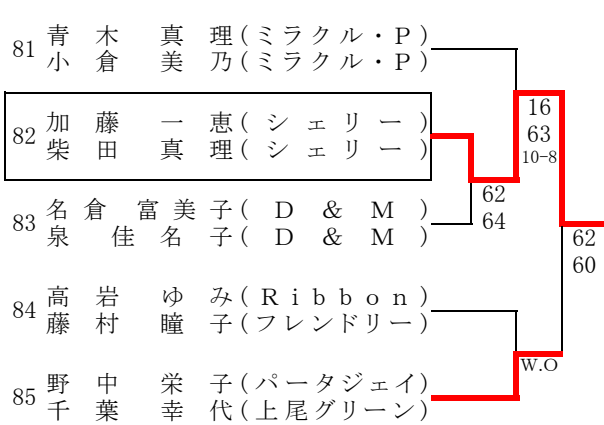 81 青木 真理(ミラクル・P)
小倉 美乃(ミラクル・P)
82 加藤 一恵(シェリー)
柴田 真理(シェリー)
83 名倉 富美子(D & M)
泉 佳名子(D & M)
84 高岩 ゆみ(Ribbon)
藤村 瞳子(フレンドリー)
85 野中 栄子(パータジェイ)
千葉 幸代(上尾グリーン)
62
64
16
63
10-8
W.O
62
60